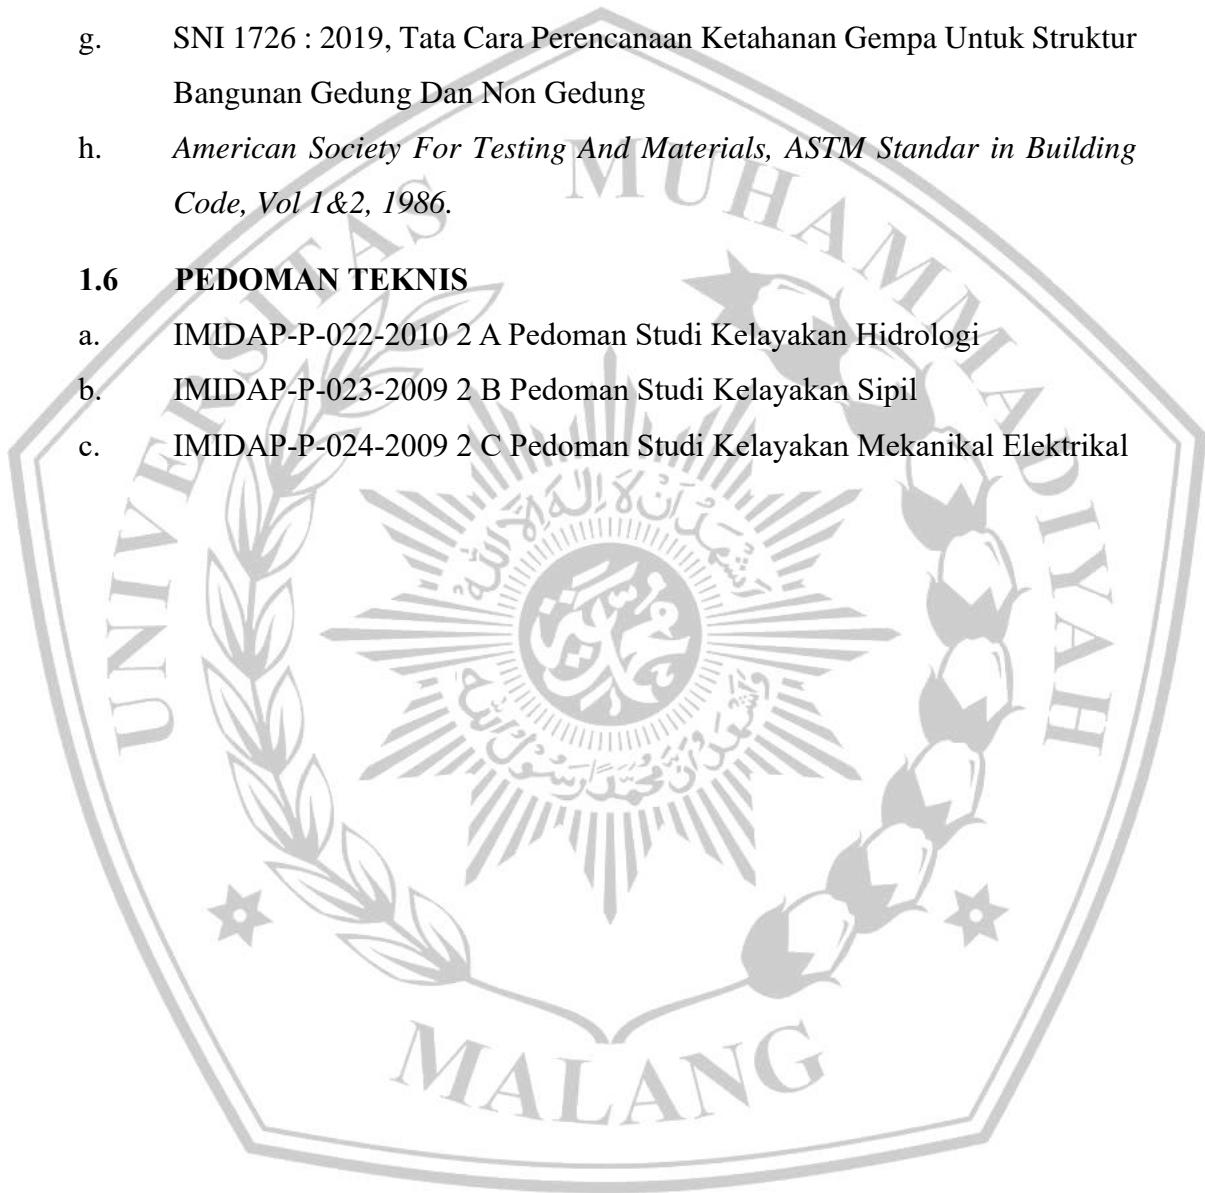 g. SNI 1726 : 2019, Tata Cara Perencanaan Ketahanan Gempa Untuk Struktur
Bangunan Gedung Dan Non Gedung
h. American Society For Testing And Materials, ASTM Standar in Building
Code, Vol 1&2, 1986.
1.6 PEDOMAN TEKNIS
a. IMIDAP-P-022-2010 2 A Pedoman Studi Kelayakan Hidrologi
b. IMIDAP-P-023-2009 2 B Pedoman Studi Kelayakan Sipil
c. IMIDAP-P-024-2009 2 C Pedoman Studi Kelayakan Mekanikal Elektrikal
UNIVERSITAS MUHAMMADIYAH
MALANG